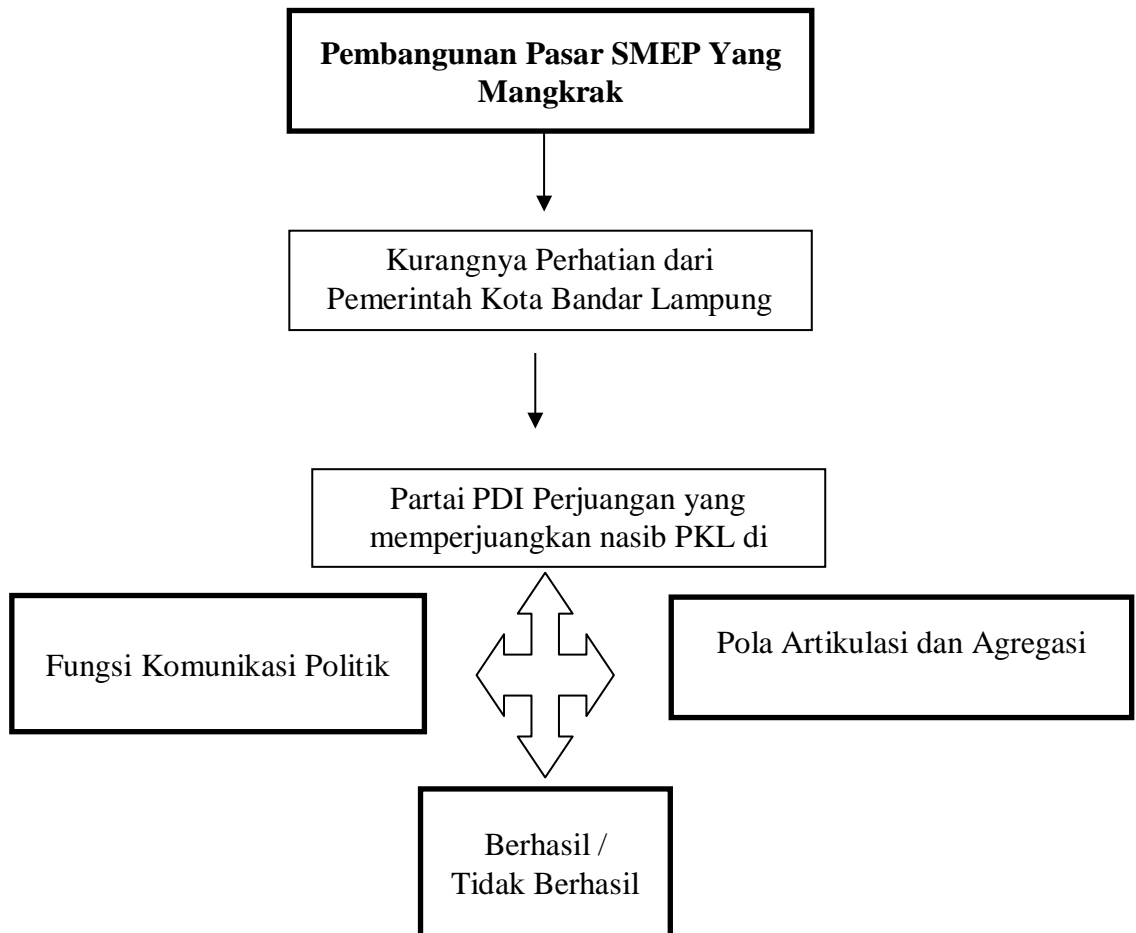 Pembangunan Pasar SMEP Yang
Mangkrak
Kurangnya Perhatian dari
Pemerintah Kota Bandar Lampung
Partai PDI Perjuangan yang
memperjuangkan nasib PKL di
Fungsi Komunikasi Politik
Pola Artikulasi dan Agregasi
Berhasil /
Tidak Berhasil